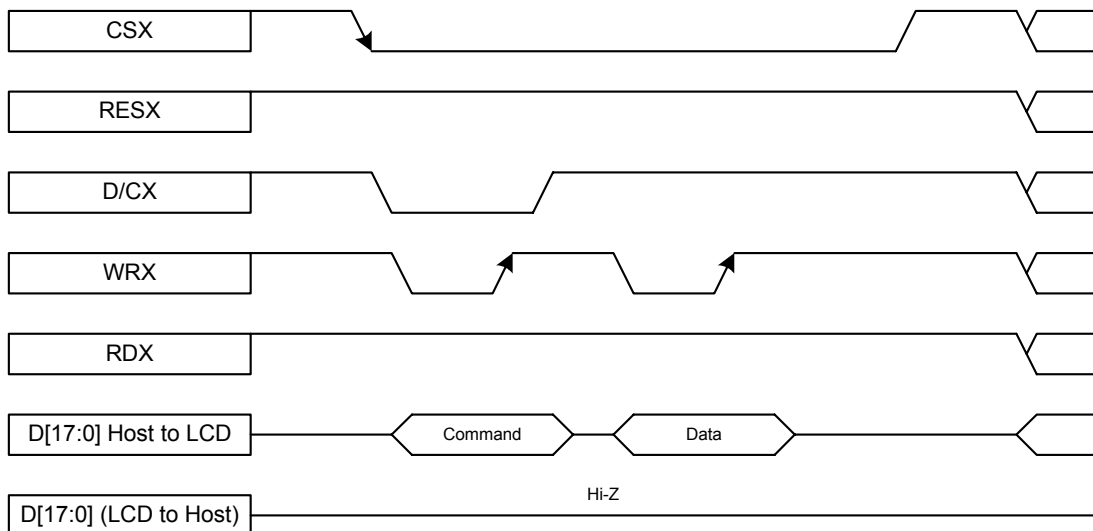 CSX
RESX
D/CX
WRX
RDX
D[17:0] Host to LCD
Command
Data
Hi-Z
D[17:0] (LCD to Host)